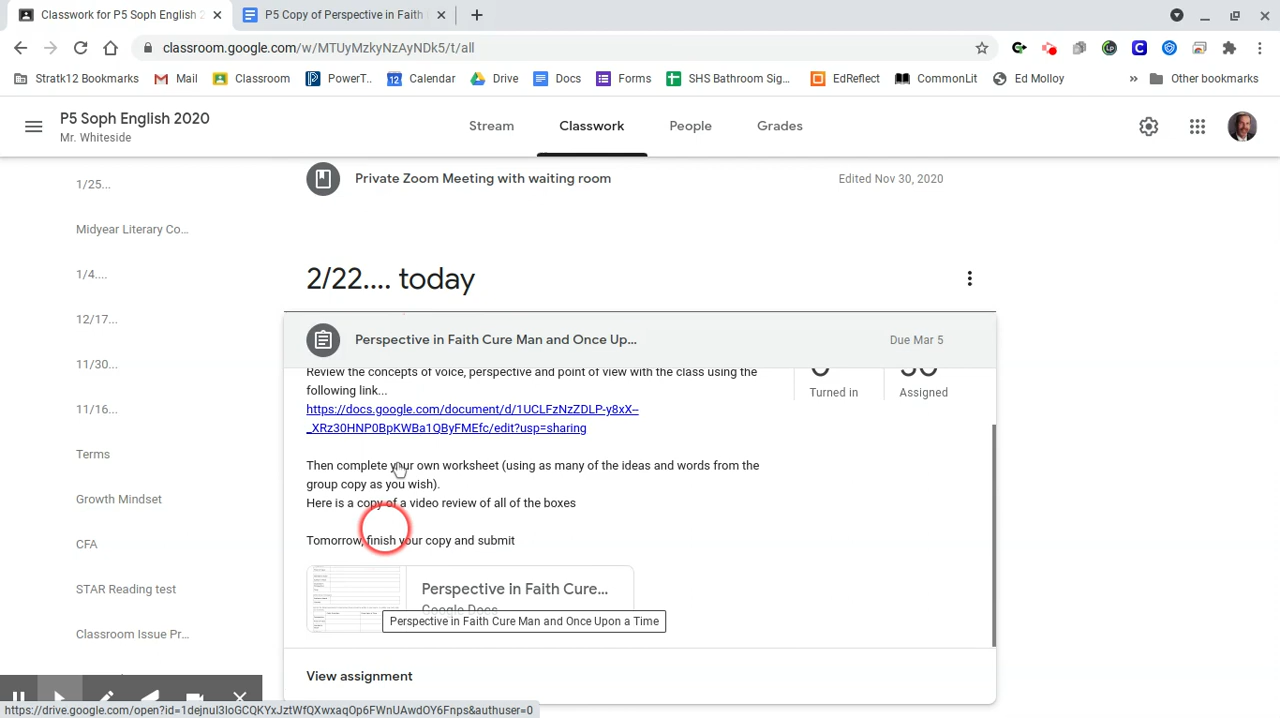 Classwork for P5 Soph English 2
P5 Copy of Perspective in Faith
classroom.google.com/w/MTUyMzkyNzAyNDk5/t/all
Stratk12 Bookmarks
Mail
Classroom
PowerT...
Calendar
Drive
Docs
Forms
SHS Bathroom Sig...
EdReflect
CommonLit
Ed Molloy
»
Other bookmarks
P5 Soph English 2020
Mr. Whiteside
Stream
Classwork
People
Grades
1/25...
Midyear Literary Co...
1/4....
12/17...
11/30...
11/16...
Terms
Growth Mindset
CFA
STAR Reading test
Classroom Issue Pr...
Private Zoom Meeting with waiting room
Edited Nov 30, 2020
2/22.... today
Perspective in Faith Cure Man and Once Up...
Due Mar 5
Review the concepts of voice, perspective and point of view with the class using the
following link...
https://docs.google.com/document/d/1UCLFzNzZDLP-y8xX--
_XRz30HNP0BpKWBa1QByFMEfc/edit?usp=sharing
Turned in
Assigned
Then complete your own worksheet (using as many of the ideas and words from the
group copy as you wish).
Here is a copy of a video review of all of the boxes
Tomorrow, finish your copy and submit
Perspective in Faith Cure...
Google Docs
Perspective in Faith Cure Man and Once Upon a Time
View assignment
https://drive.google.com/open?id=1dejnuI3IoGCQKYxJztWfQXwxaqOp6FWnUAwdOY6Fnps&authuser=0